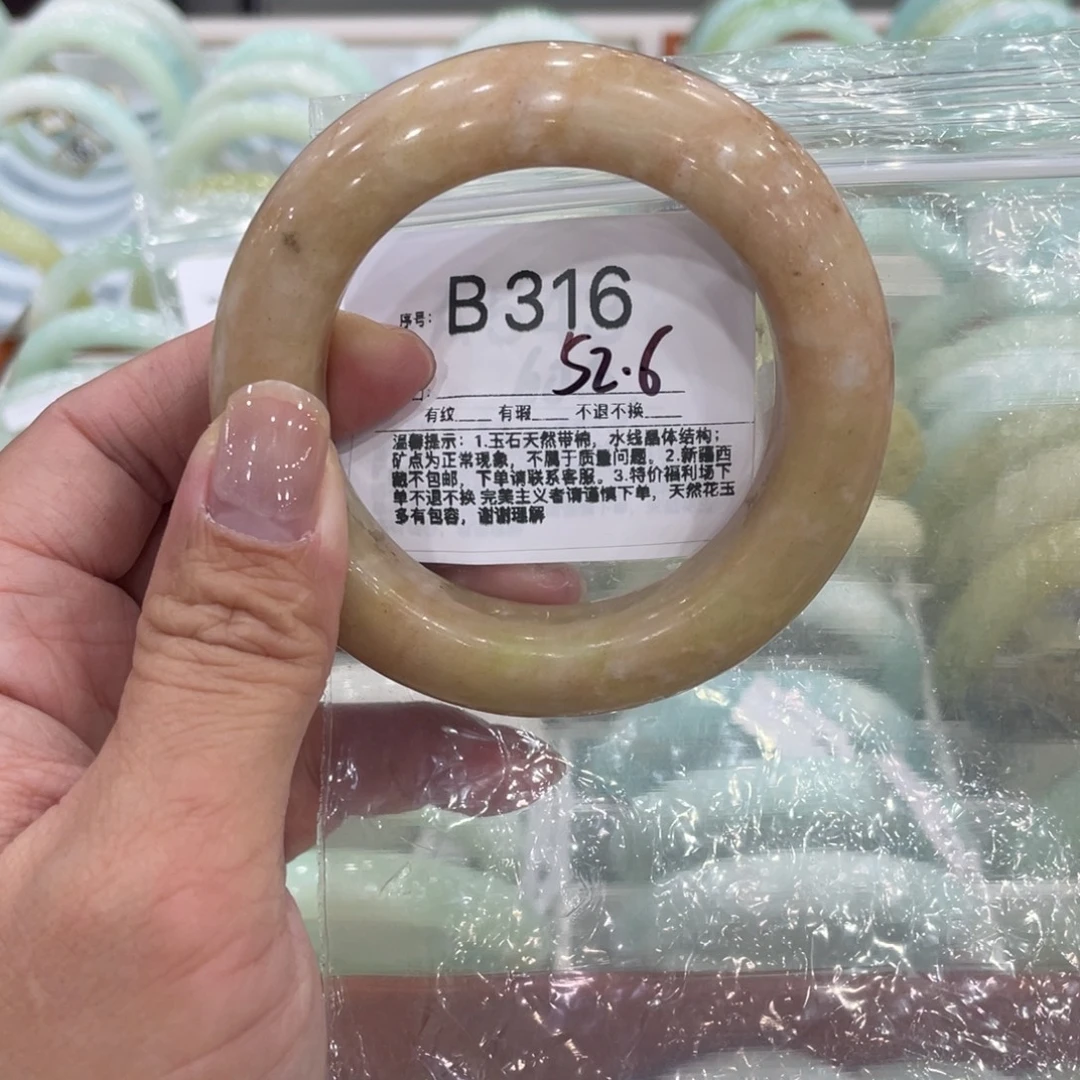 序号: B316
52.6
口:
有纹____ 有瑕____ 不退不换____
温馨提示: 1.玉石天然带棉, 水线晶体结构;
矿点为正常现象, 不属于质量问题。2.新疆西
藏不包邮, 下单请联系客服。3.特价福利场下
单不退不换 完美主义者请谨慎下单, 天然花玉
多有包容, 谢谢理解